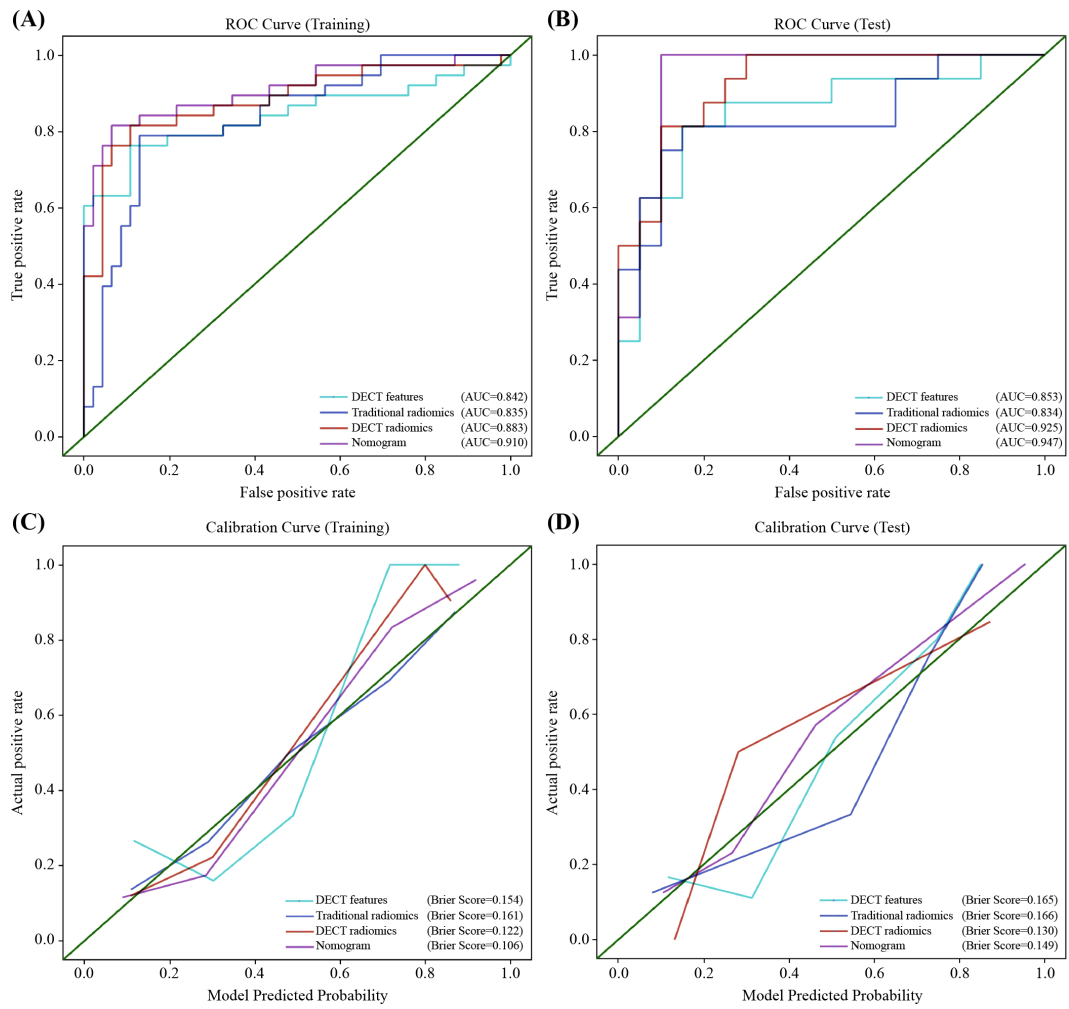 (A)
ROC Curve (Training)
True positive rate
1.0
0.8
0.6
0.4
0.2
0.0
DECT features (AUC=0.842)
Traditional radiomics (AUC=0.835)
DECT radiomics (AUC=0.883)
Nomogram (AUC=0.910)
0.0 0.2 0.4 0.6 0.8 1.0
False positive rate
(B)
ROC Curve (Test)
True positive rate
1.0
0.8
0.6
0.4
0.2
0.0
DECT features (AUC=0.853)
Traditional radiomics (AUC=0.834)
DECT radiomics (AUC=0.925)
Nomogram (AUC=0.947)
0.0 0.2 0.4 0.6 0.8 1.0
False positive rate
(C)
Calibration Curve (Training)
Actual positive rate
1.0
0.8
0.6
0.4
0.2
0.0
DECT features (Brier Score=0.154)
Traditional radiomics (Brier Score=0.161)
DECT radiomics (Brier Score=0.122)
Nomogram (Brier Score=0.106)
0.0 0.2 0.4 0.6 0.8 1.0
Model Predicted Probability
(D)
Calibration Curve (Test)
Actual positive rate
1.0
0.8
0.6
0.4
0.2
0.0
DECT features (Brier Score=0.165)
Traditional radiomics (Brier Score=0.166)
DECT radiomics (Brier Score=0.130)
Nomogram (Brier Score=0.149)
0.0 0.2 0.4 0.6 0.8 1.0
Model Predicted Probability